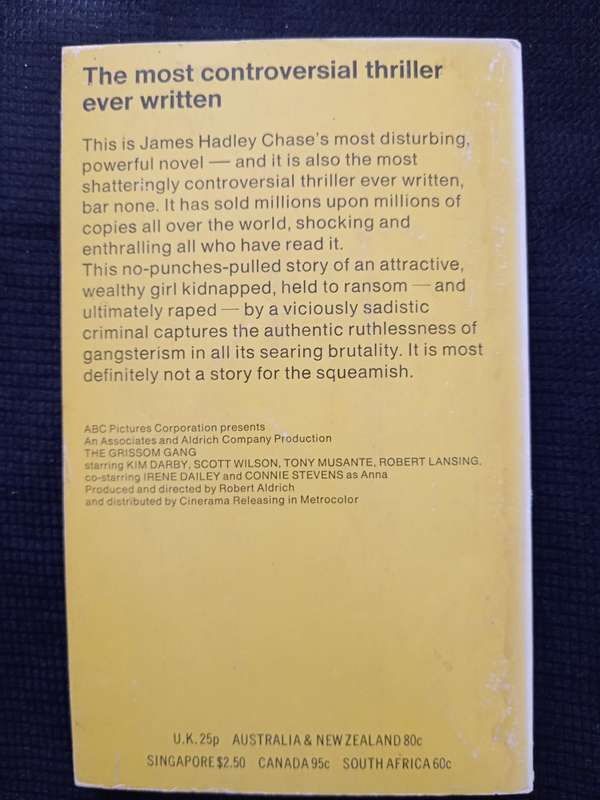 The most controversial thriller
ever written
This is James Hadley Chase's most disturbing,
powerful novel — and it is also the most
shatteringly controversial thriller ever written,
bar none. It has sold millions upon millions of
copies all over the world, shocking and
enthralling all who have read it.
This no-punches-pulled story of an attractive,
wealthy girl kidnapped, held to ransom — and
ultimately raped — by a viciously sadistic
criminal captures the authentic ruthlessness of
gangsterism in all its searing brutality. It is most
definitely not a story for the squeamish.
ABC Pictures Corporation presents
An Associates and Aldrich Company Production
THE GRISSOM GANG
starring KIM DARBY, SCOTT WILSON, TONY MUSANTE, ROBERT LANSING.
co-starring IRENE DAILEY and CONNIE STEVENS as Anna
Produced and directed by Robert Aldrich
and distributed by Cinerama Releasing in Metrocolor
U.K. 25p AUSTRALIA & NEW ZEALAND 80c
SINGAPORE $2.50 CANADA 95c SOUTH AFRICA 60c